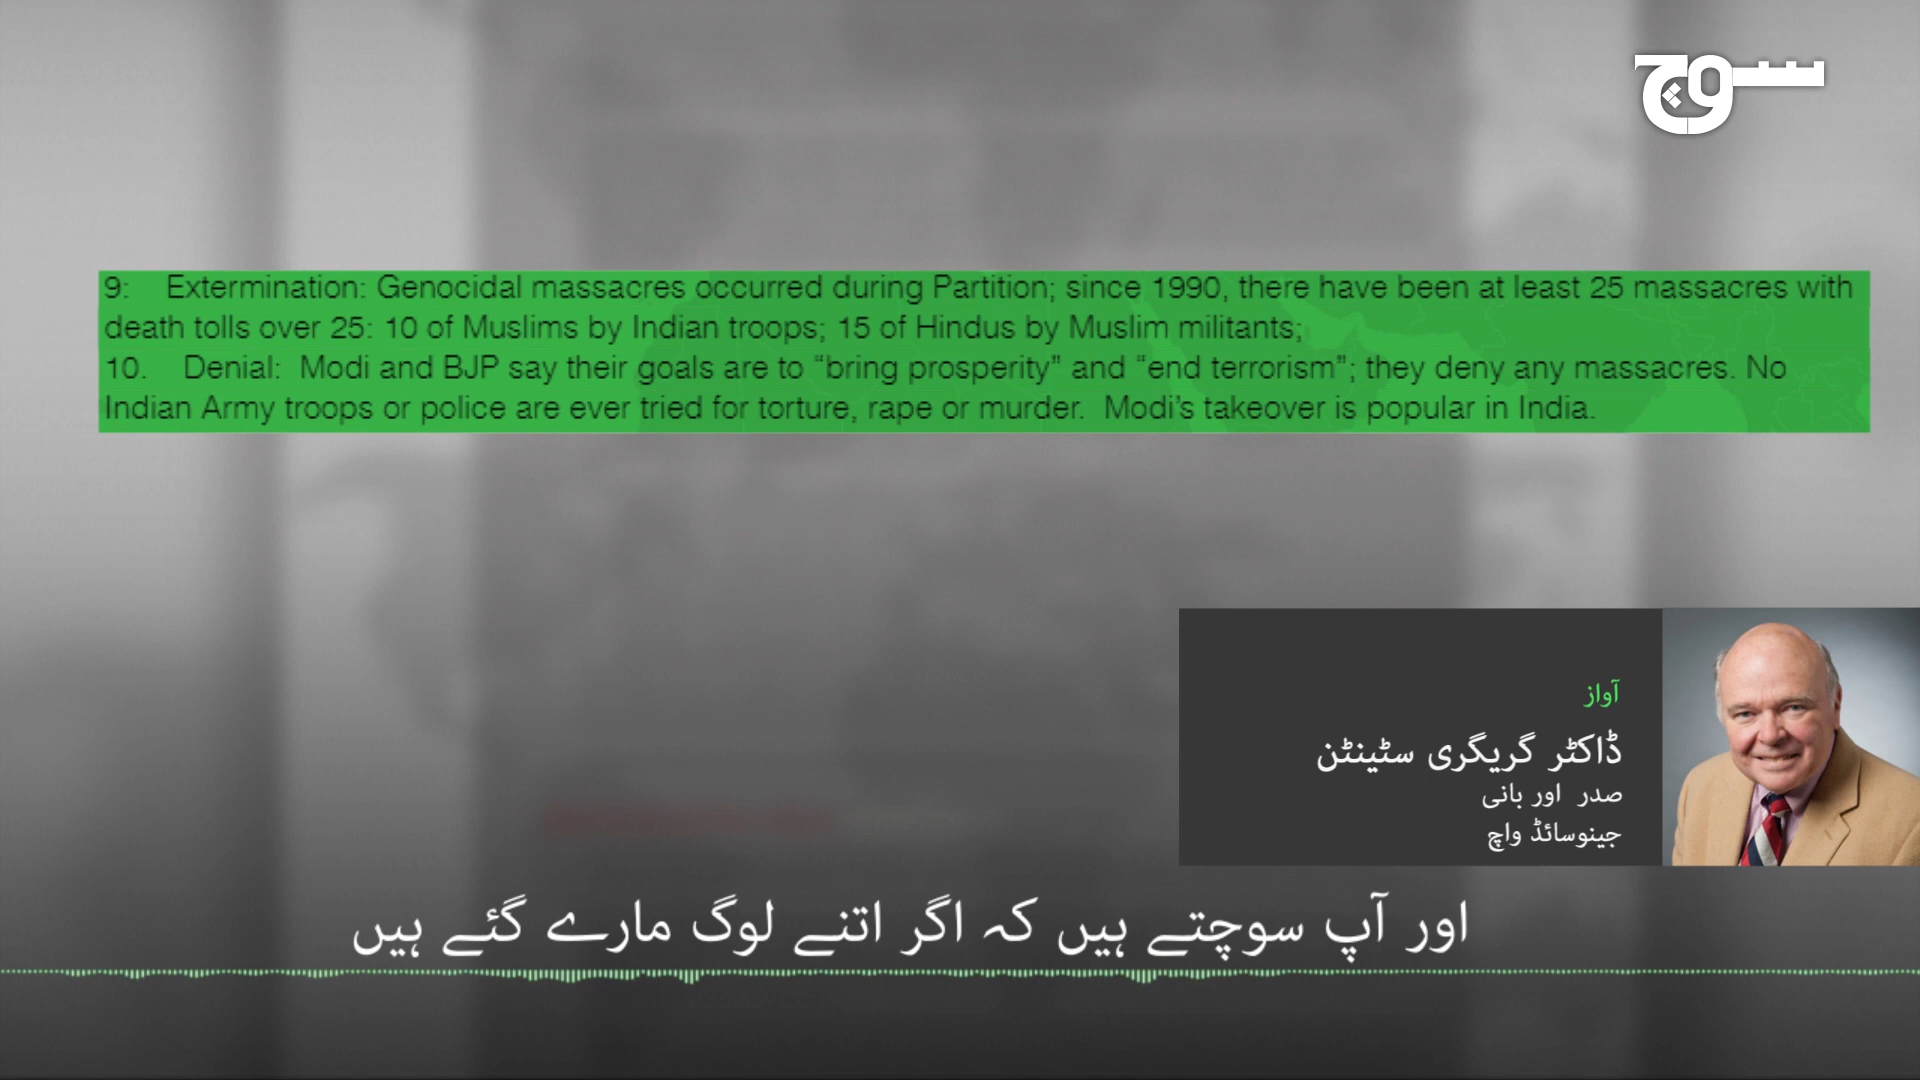 سوچ
9: Extermination: Genocidal massacres occurred during Partition; since 1990, there have been at least 25 massacres with
death tolls over 25: 10 of Muslims by Indian troops; 15 of Hindus by Muslim militants;
10. Denial: Modi and BJP say their goals are to “bring prosperity” and “end terrorism”; they deny any massacres. No
Indian Army troops or police are ever tried for torture, rape or murder. Modi’s takeover is popular in India.
آواز
ڈاکٹر گریگری سٹینٹن
صدر اور بانی
جینوسائڈ واچ
اور آپ سوچتے ہیں کہ اگر اتنے لوگ مارے گئے ہیں